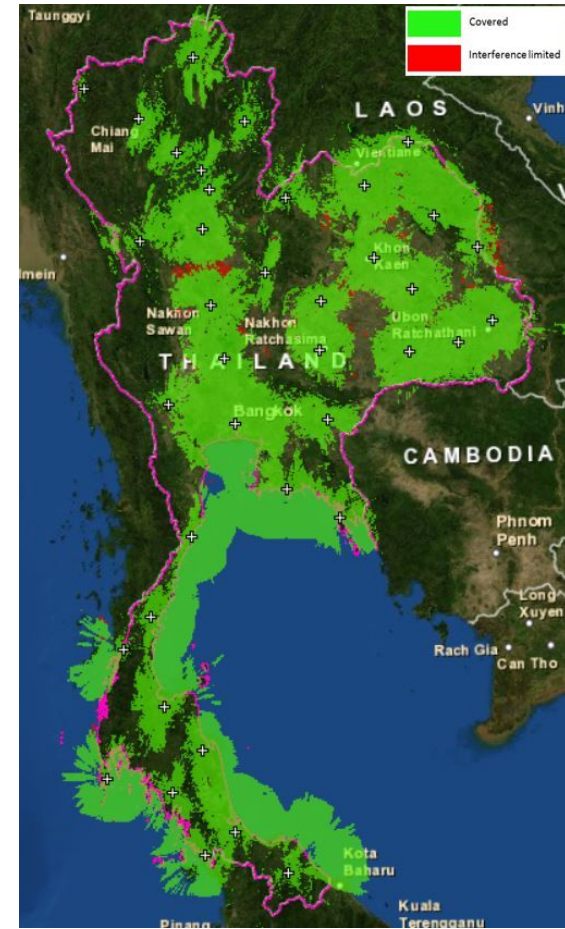 Taunggyi
Covered
Interference limited
LAOS
Vinh
Chiang
Mai
Vientiane
Khon
Kaen
lmein
Nakhon
Sawan
Nakhon
Ratchasima
Ubon
Ratchathani
THAILAND
Bangkok
CAMBODIA
Phnom
Penh
Long
Xuyen
Rach Gia
Can Tho
Kota
Baharu
Kuala
Terengganu
Pinang